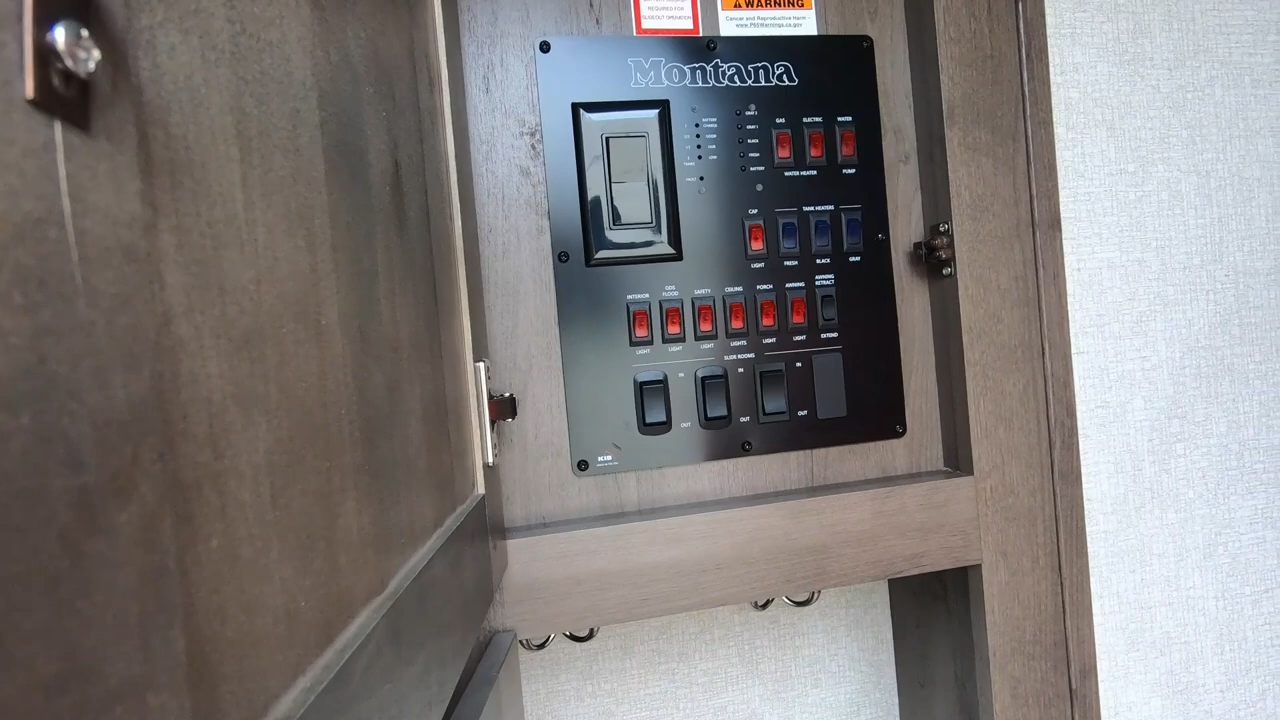 REQUIRED FOR
SLIDEOUT OPERATION
WARNING
Cancer and Reproductive Harm -
www.P65Warnings.ca.gov
Montana
BATTERY
CHARGE
GOOD
FAIR
LOW
TANKS
FAULT
GRAY 2
GRAY 1
BLACK
FRESH
BATTERY
GAS
ELECTRIC
WATER
WATER HEATER
PUMP
CAP
LIGHT
TANK HEATERS
FRESH
BLACK
GRAY
INTERIOR
LIGHT
ODS
FLOOD
LIGHT
SAFETY
LIGHT
CEILING
LIGHTS
PORCH
LIGHT
AWNING
LIGHT
AWNING
RETRACT
EXTEND
SLIDE ROOMS
IN
OUT
IN
OUT
IN
OUT
KIB